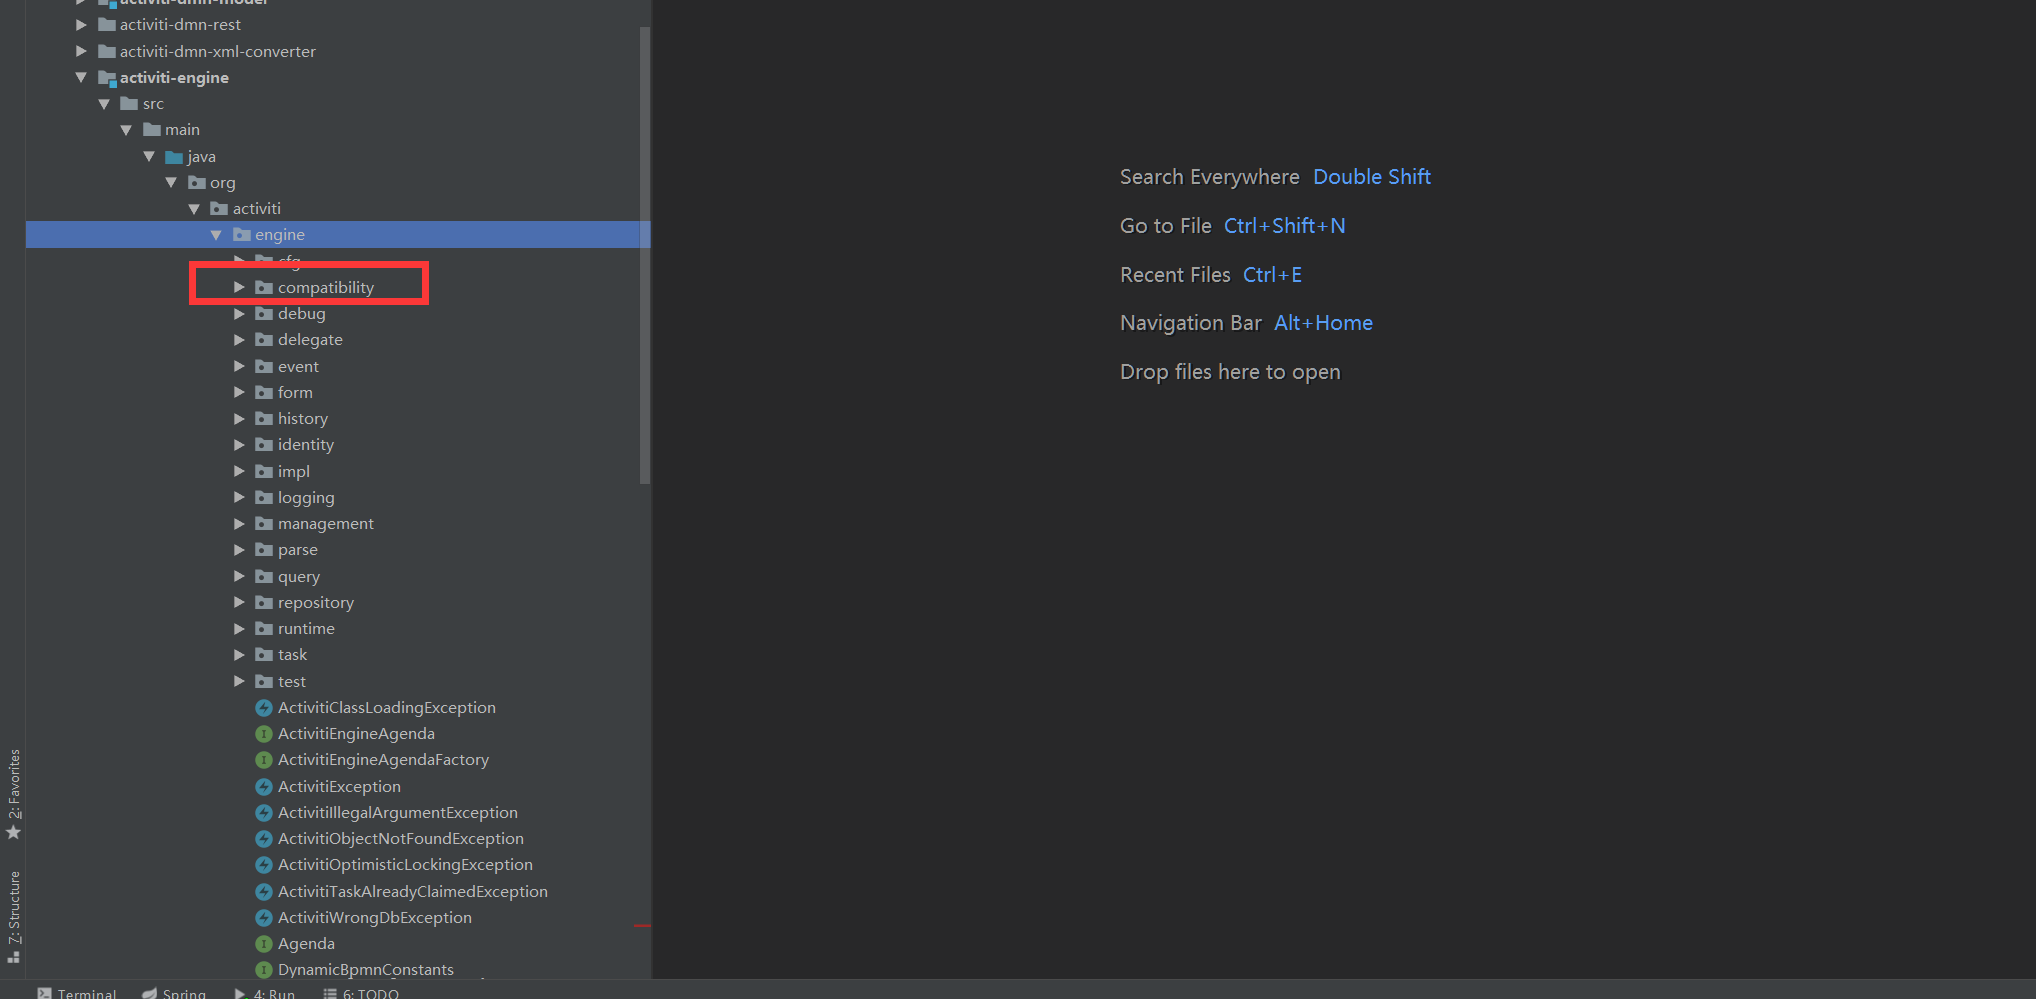 activiti-dmn-model
activiti-dmn-rest
activiti-dmn-xml-converter
activiti-engine
src
main
java
org
activiti
engine
cfg
compatibility
debug
delegate
event
form
history
identity
impl
logging
management
parse
query
repository
runtime
task
test
ActivitiClassLoadingException
ActivitiEngineAgenda
ActivitiEngineAgendaFactory
ActivitiException
ActivitiIllegalArgumentException
ActivitiObjectNotFoundException
ActivitiOptimisticLockingException
ActivitiTaskAlreadyClaimedException
ActivitiWrongDbException
Agenda
DynamicBpmnConstants
Search Everywhere Double Shift
Go to File Ctrl+Shift+N
Recent Files Ctrl+E
Navigation Bar Alt+Home
Drop files here to open
2: Favorites
7: Structure
Terminal Spring 4: Run 6: TODO